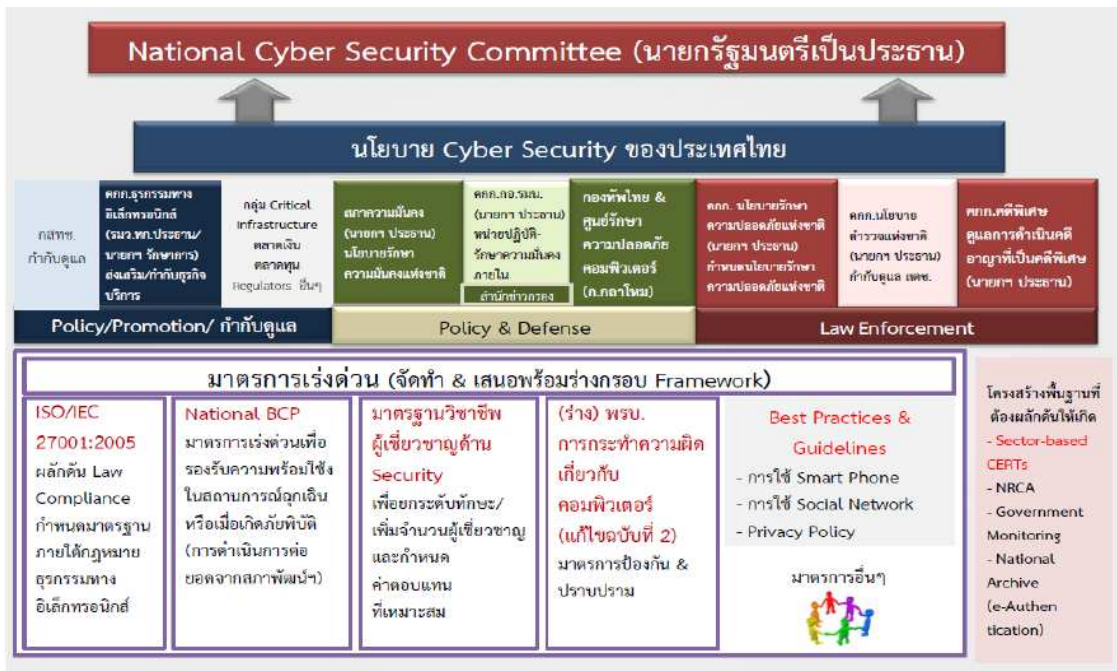 National Cyber Security Committee (นายกรัฐมนตรีเป็นประธาน)
นโยบาย Cyber Security ของประเทศไทย
กสทช.
กำกับดูแล
คกก.ธุรกรรมทาง
อิเล็กทรอนิกส์
(รมว.ทก.ประธาน/
นายกฯ รักษาการ)
ส่งเสริม/กำกับธุรกิจ
บริการ
กลุ่ม Critical
Infrastructure
ตลาดเงิน
ตลาดทุน
Regulators อื่นๆ
สภาความมั่นคง
(นายกฯ ประธาน)
นโยบายรักษา
ความมั่นคงแห่งชาติ
คกก.กอ.รมน.
(นายกฯ ประธาน)
หน่วยปฏิบัติ-
รักษาความมั่นคง
ภายใน
สำนักข่าวกรอง
กองทัพไทย &
ศูนย์รักษา
ความปลอดภัย
คอมพิวเตอร์
(ก.กลาโหม)
คกก. นโยบายรักษา
ความปลอดภัยแห่งชาติ
(นายกฯ ประธาน)
กำหนดนโยบายรักษา
ความปลอดภัยแห่งชาติ
คกก.นโยบาย
ตำรวจแห่งชาติ
(นายกฯ ประธาน)
กำกับดูแล สตช.
คกก.คดีพิเศษ
ดูแลการดำเนินคดี
อาญาที่เป็นคดีพิเศษ
(นายกฯ ประธาน)
Policy/Promotion/ กำกับดูแล
Policy & Defense
Law Enforcement
มาตรการเร่งด่วน (จัดทำ & เสนอพร้อมร่างกรอบ Framework)
ISO/IEC
27001:2005
ผลักดัน Law
Compliance
กำหนดมาตรฐาน
ภายใต้กฎหมาย
ธุรกรรมทาง
อิเล็กทรอนิกส์
National BCP
มาตรการเร่งด่วนเพื่อ
รองรับความพร้อมใช้ง
ในสถานการณ์ฉุกเฉิน
หรือเมื่อเกิดภัยพิบัติ
(การดำเนินการต่อ
ยอดจากสภาพัฒน์ฯ)
มาตรฐานวิชาชีพ
ผู้เชี่ยวชาญด้าน
Security
เพื่อยกระดับทักษะ/
เพิ่มจำนวนผู้เชี่ยวชาญ
และกำหนด
ค่าตอบแทน
ที่เหมาะสม
(ร่าง) พรบ.
การกระทำความผิด
เกี่ยวกับ
คอมพิวเตอร์
(แก้ไขฉบับที่ 2)
มาตรการป้องกัน &
ปราบปราม
Best Practices &
Guidelines
- การใช้ Smart Phone
- การใช้ Social Network
- Privacy Policy
มาตรการอื่นๆ
โครงสร้างพื้นฐานที่
ต้องผลักดันให้เกิด
- Sector-based
CERTs
- NRCA
- Government
Monitoring
- National
Archive
(e-Authen
tication)